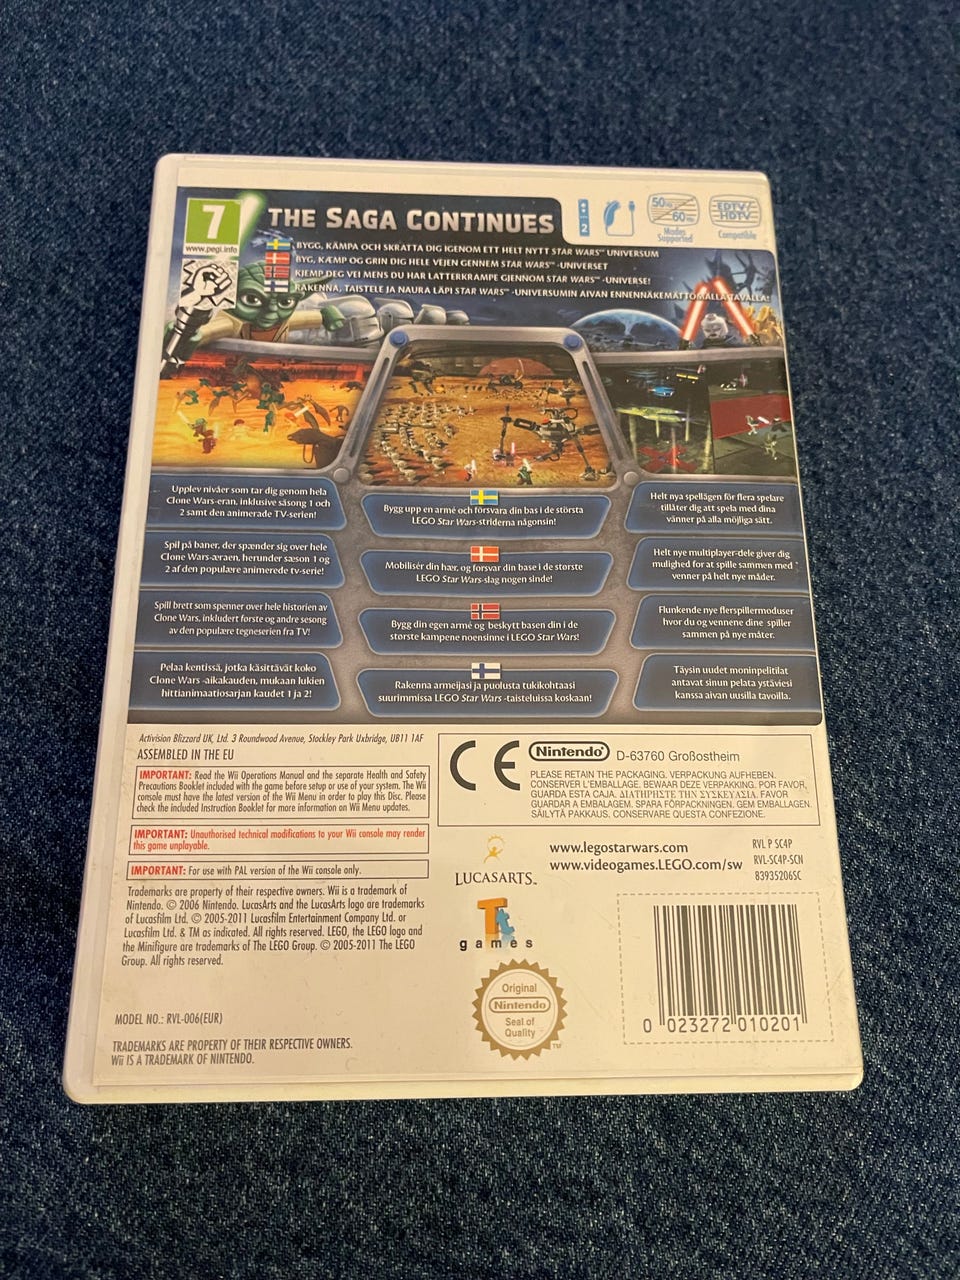 7
www.pegi.info
THE SAGA CONTINUES
2
50Hz
60Hz
Modes
Supported
EDTV/
HDTV
Compatible
BYGG, KÄMPA OCH SKRATTA DIG IGENOM ETT HELT NYTT STAR WARS™ UNIVERSUM
BYG, KÆMP OG GRIN DIG HELE VEJEN GENNEM STAR WARS™ -UNIVERSET
KJEMP DEG VEI MENS DU HAR LATTERKRAMPE GJENNOM STAR WARS™ -UNIVERSE!
RAKENNA, TAISTELE JA NAURA LÄPI STAR WARS™ -UNIVERSUMIN AIVAN ENNENNÄKEMÄTTÖMÄLLÄ TAVALLA!
Upplev nivåer som tar dig genom hela
Clone Wars-eran, inklusive säsong 1 och
2 samt den animerade TV-serien!
Bygg upp en armé och försvara din bas i de största
LEGO Star Wars-striderna någonsin!
Helt nya spellägen för flera spelare
tillåter dig att spela med dina
vänner på alla möjliga sätt.
Spil på baner, der spænder sig over hele
Clone Wars-æraen, herunder sæson 1 og
2 af den populære animerede tv-serie!
Mobilisér din hær, og forsvar din base i de største
LEGO Star Wars-slag nogen sinde!
Helt nye multiplayer-dele giver dig
mulighed for at spille sammen med
venner på helt nye måder.
Spill brett som spenner over hele historien av
Clone Wars, inkludert første og andre sesong
av den populære tegneserien fra TV!
Bygg din egen armé og beskytt basen din i de
største kampene noensinne i LEGO Star Wars!
Flunkende nye flerspillermoduser
hvor du og vennene dine spiller
sammen på nye måter.
Pelaa kentissä, jotka käsittävät koko
Clone Wars -aikakauden, mukaan lukien
hittianimaatiosarjan kaudet 1 ja 2!
Rakenna armeijasi ja puolusta tukikohtaasi
suurimmissa LEGO Star Wars -taisteluissa koskaan!
Täysin uudet moninpelitilat
antavat sinun pelata ystäviesi
kanssa aivan uusilla tavoilla.
Activision Blizzard UK, Ltd. 3 Roundwood Avenue, Stockley Park Uxbridge, UB11 1AF
ASSEMBLED IN THE EU
IMPORTANT: Read the Wii Operations Manual and the separate Health and Safety
Precautions Booklet included with the game before setup or use of your system. The Wii
console must have the latest version of the Wii Menu in order to play this Disc. Please
check the included Instruction Booklet for more information on Wii Menu updates.
IMPORTANT: Unauthorised technical modifications to your Wii console may render
this game unplayable.
IMPORTANT: For use with PAL version of the Wii console only.
Trademarks are property of their respective owners. Wii is a trademark of
Nintendo. © 2006 Nintendo. LucasArts and the LucasArts logo are trademarks
of Lucasfilm Ltd. © 2005-2011 Lucasfilm Entertainment Company Ltd. or
Lucasfilm Ltd. & TM as indicated. All rights reserved. LEGO, the LEGO logo and
the Minifigure are trademarks of The LEGO Group. © 2005-2011 The LEGO
Group. All rights reserved.
MODEL NO.: RVL-006(EUR)
TRADEMARKS ARE PROPERTY OF THEIR RESPECTIVE OWNERS.
Wii IS A TRADEMARK OF NINTENDO.
CE
Nintendo® D-63760 Großostheim
PLEASE RETAIN THE PACKAGING. VERPACKUNG AUFHEBEN.
CONSERVER L'EMBALLAGE. BEWAAR DEZE VERPAKKING. POR FAVOR,
GUARDA ESTA CAJA. ΔΙΑΤΗΡΗΣΤΕ ΤΗΝ ΣΥΣΚΕΥΑΣΙΑ. FAVOR
GUARDAR A EMBALAGEM. SPARA FÖRPACKNINGEN. GEM EMBALLAGEN.
SÄILYTÄ PAKKAUS. CONSERVARE QUESTA CONFEZIONE.
LUCASARTS™
www.legostarwars.com
www.videogames.LEGO.com/sw
RVL P SC4P
RVL-SC4P-SCN
83935206SC
Tt
games
Original
Nintendo
Seal of
Quality
TM
0 023272 010201